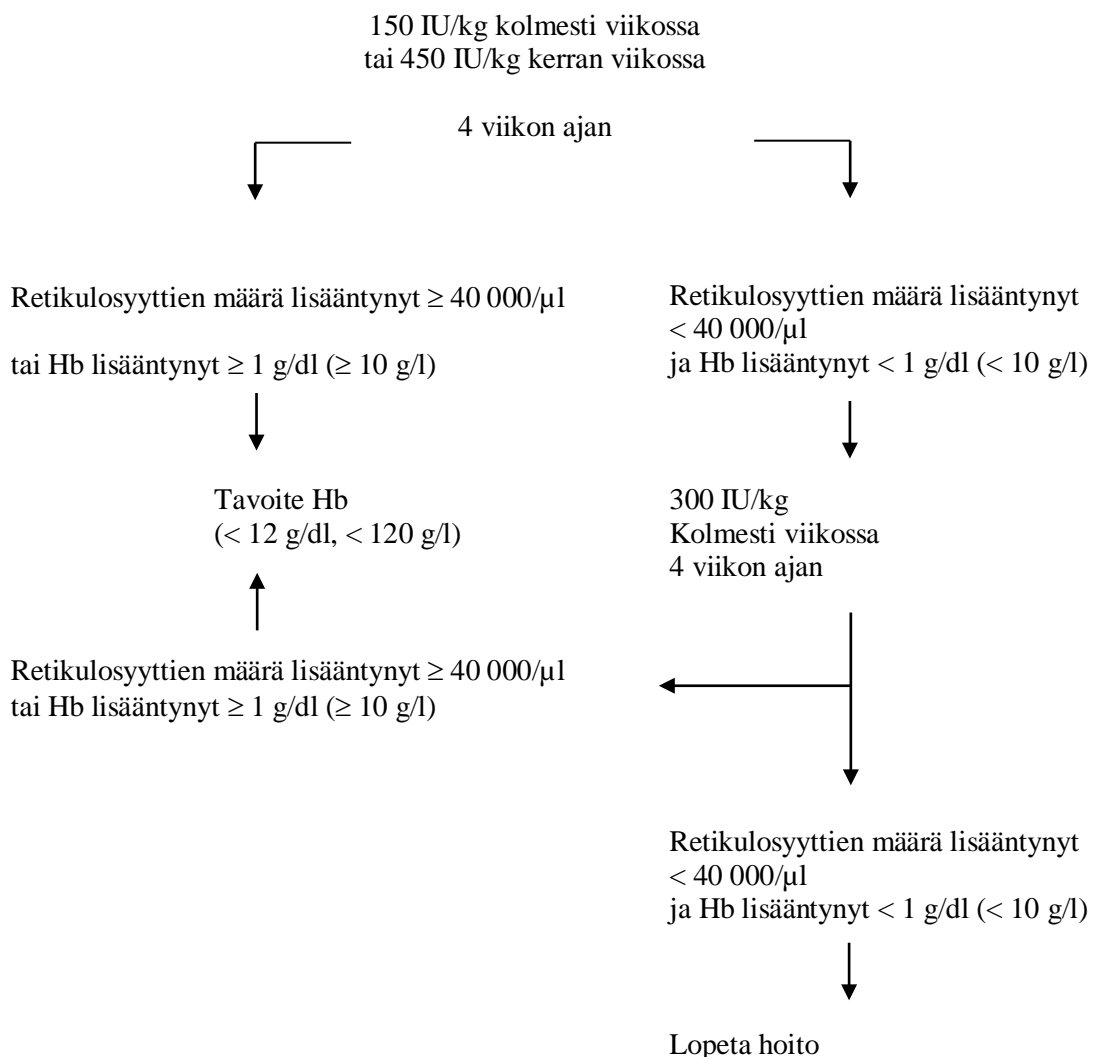 150 IU/kg kolmesti viikossa
tai 450 IU/kg kerran viikossa
4 viikon ajan
Retikulosyyttien määrä lisääntynyt ≥ 40 000/µl
tai Hb lisääntynyt ≥ 1 g/dl (≥ 10 g/l)
Retikulosyyttien määrä lisääntynyt
< 40 000/µl
ja Hb lisääntynyt < 1 g/dl (< 10 g/l)
Tavoite Hb
(< 12 g/dl, < 120 g/l)
300 IU/kg
Kolmesti viikossa
4 viikon ajan
Retikulosyyttien määrä lisääntynyt ≥ 40 000/µl
tai Hb lisääntynyt ≥ 1 g/dl (≥ 10 g/l)
Retikulosyyttien määrä lisääntynyt
< 40 000/µl
ja Hb lisääntynyt < 1 g/dl (< 10 g/l)
Lopeta hoito